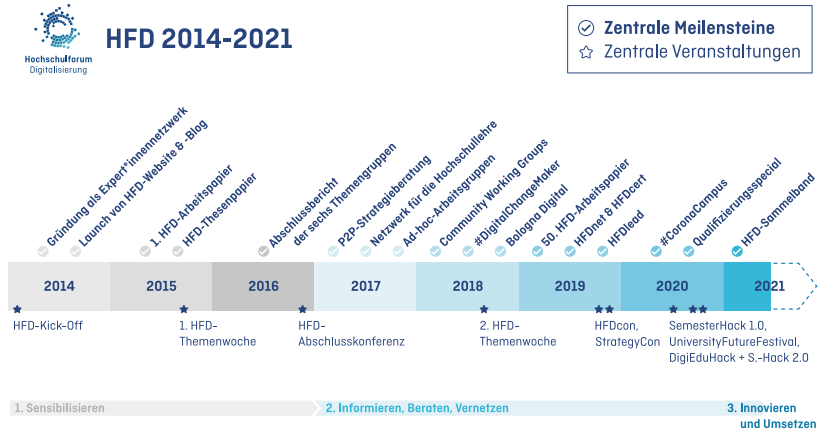 Hochschulforum
Digitalisierung
HFD 2014-2021
Zentrale Meilensteine
Zentrale Veranstaltungen
Gründung als Expert*innennetzwerk
Launch von HFD-Website & -Blog
1. HFD-Arbeitspapier
HFD-Thesenpapier
Abschlussbericht
der sechs Themengruppen
P2P-Strategieberatung
Netzwerk für die Hochschullehre
Ad-hoc-Arbeitsgruppen
Community Working Groups
#DigitalChangeMaker
Bologna Digital
50. HFD-Arbeitspapier
HFDnet & HFDcert
HFDlead
#CoronaCampus
Qualifizierungsspecial
HFD-Sammelband
2014
2015
2016
2017
2018
2019
2020
2021
HFD-Kick-Off
1. HFD-
Themenwoche
HFD-
Abschlusskonferenz
2. HFD-
Themenwoche
HFDcon,
StrategyCon
SemesterHack 1.0,
UniversityFutureFestival,
DigiEduHack + S.-Hack 2.0
1. Sensibilisieren
2. Informieren, Beraten, Vernetzen
3. Innovieren
und Umsetzen